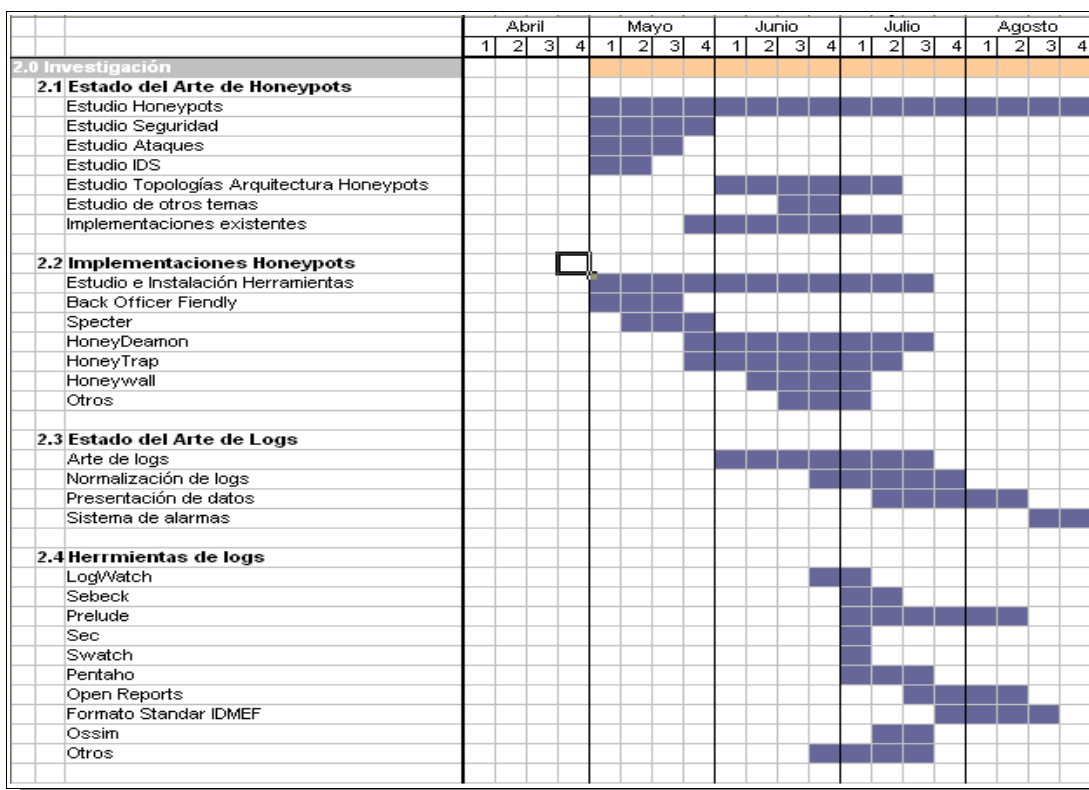 Abril Mayo Junio Julio Agosto
1 2 3 4 1 2 3 4 1 2 3 4 1 2 3 4 1 2 3 4
2.0 Investigación
2.1 Estado del Arte de Honeypots
Estudio Honeypots
Estudio Seguridad
Estudio Ataques
Estudio IDS
Estudio Topologías Arquitectura Honeypots
Estudio de otros temas
Implementaciones existentes
2.2 Implementaciones Honeypots
Estudio e Instalación Herramientas
Back Officer Fiendly
Specter
HoneyDeamon
HoneyTrap
Honeywall
Otros
2.3 Estado del Arte de Logs
Arte de logs
Normalización de logs
Presentación de datos
Sistema de alarmas
2.4 Herrmientas de logs
LogWatch
Sebeck
Prelude
Sec
Swatch
Pentaho
Open Reports
Formato Standar IDMEF
Ossim
Otros